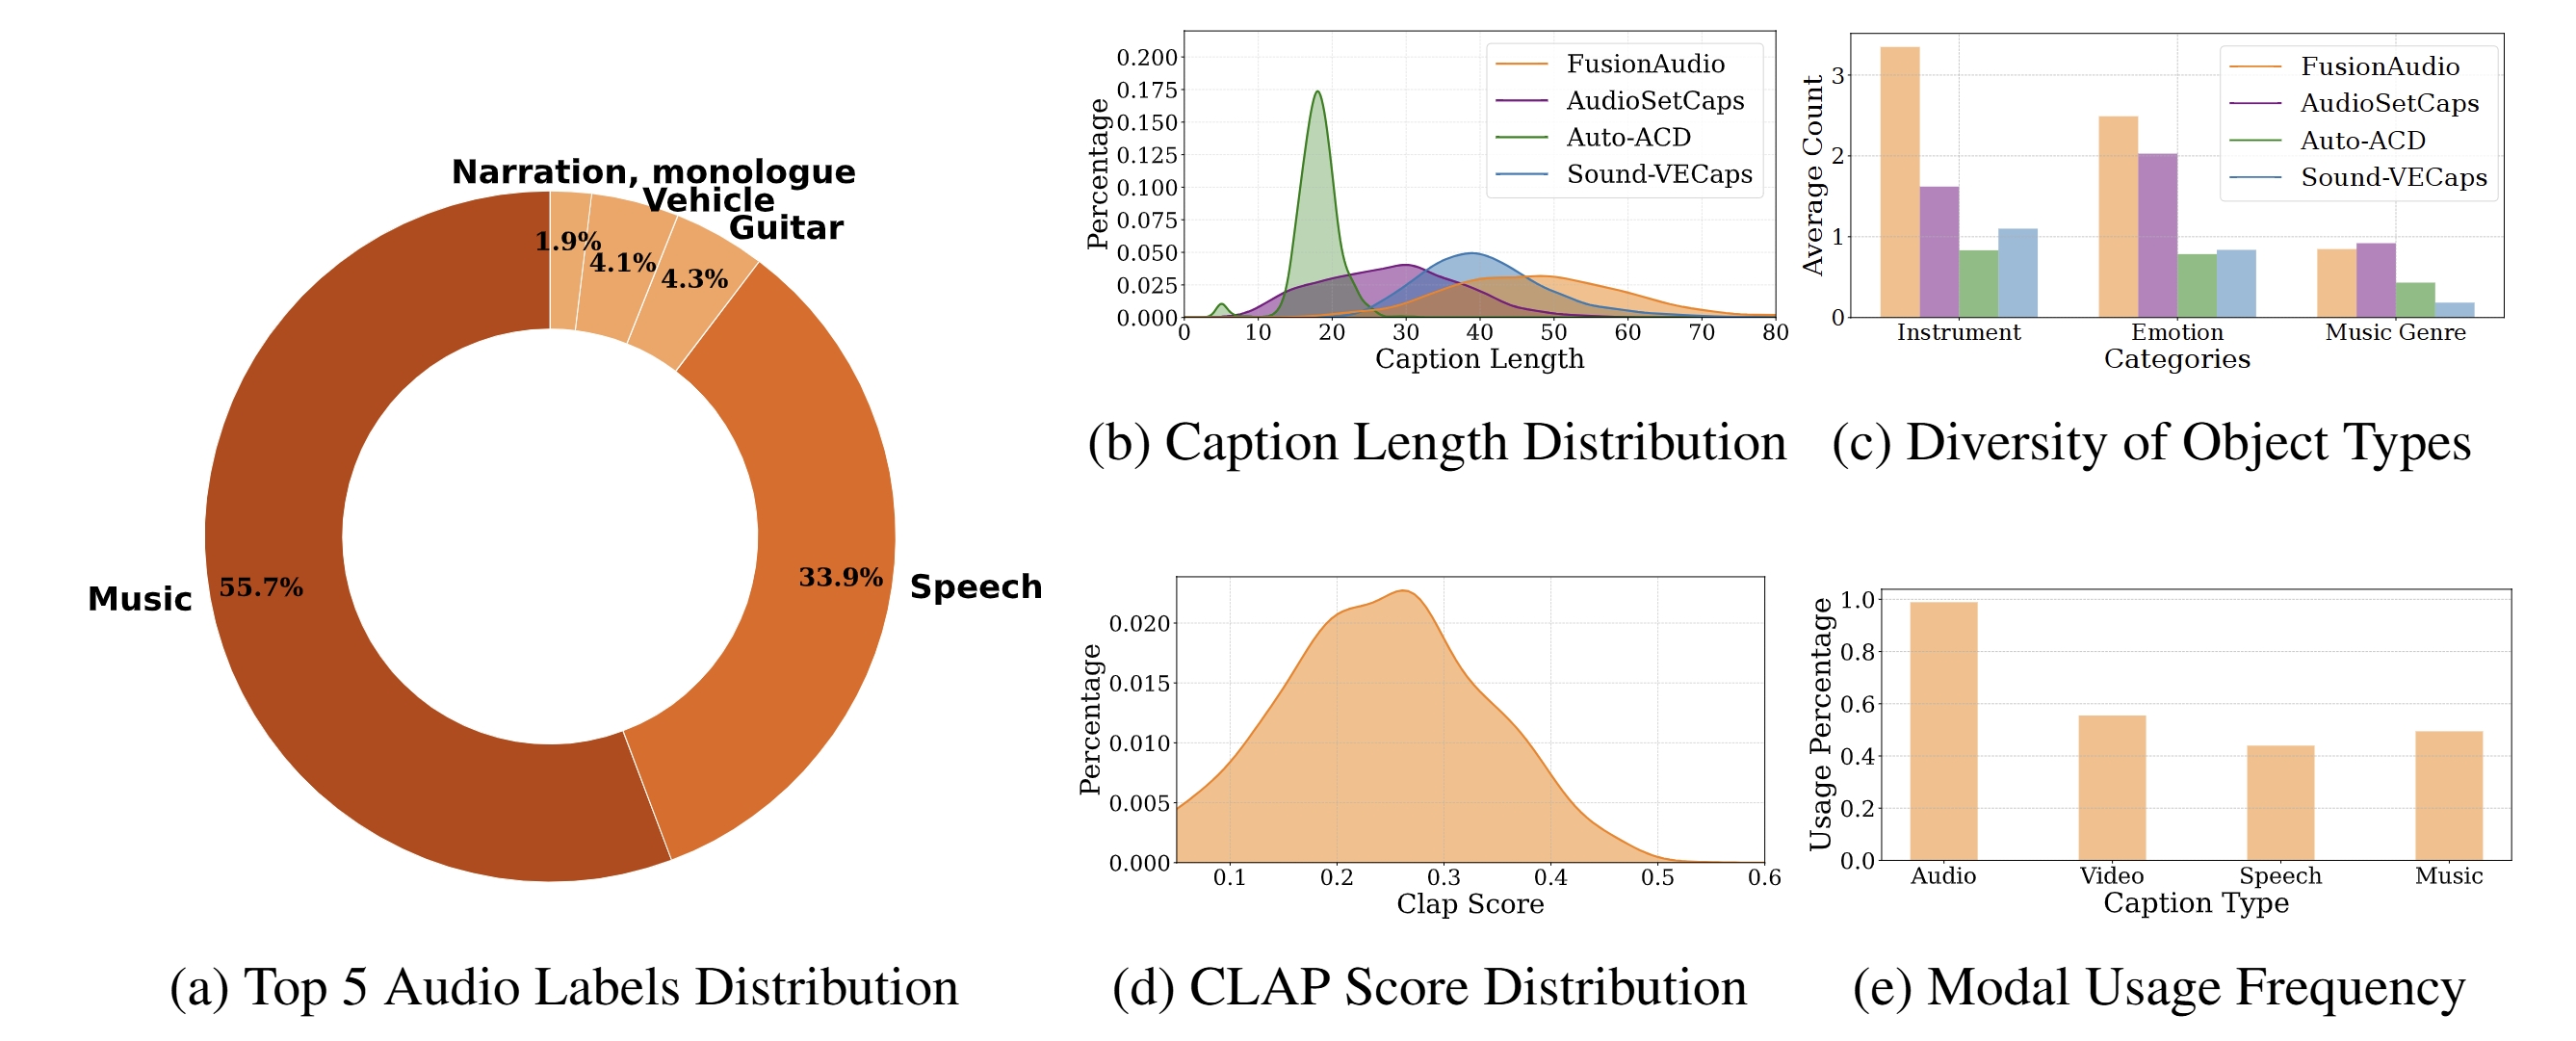 Narration, monologue
Vehicle
Guitar
1.9%
4.1%
4.3%
Music
55.7%
33.9%
Speech
(a) Top 5 Audio Labels Distribution
Percentage
0.200
0.175
0.150
0.125
0.100
0.075
0.050
0.025
0.000
0 10 20 30 40 50 60 70 80
Caption Length
FusionAudio
AudioSetCaps
Auto-ACD
Sound-VECaps
(b) Caption Length Distribution
Average Count
3
2
1
0
Instrument Emotion Music Genre
Categories
FusionAudio
AudioSetCaps
Auto-ACD
Sound-VECaps
(c) Diversity of Object Types
Percentage
0.020
0.015
0.010
0.005
0.000
0.1 0.2 0.3 0.4 0.5 0.6
Clap Score
(d) CLAP Score Distribution
Usage Percentage
1.0
0.8
0.6
0.4
0.2
0.0
Audio Video Speech Music
Caption Type
(e) Modal Usage Frequency